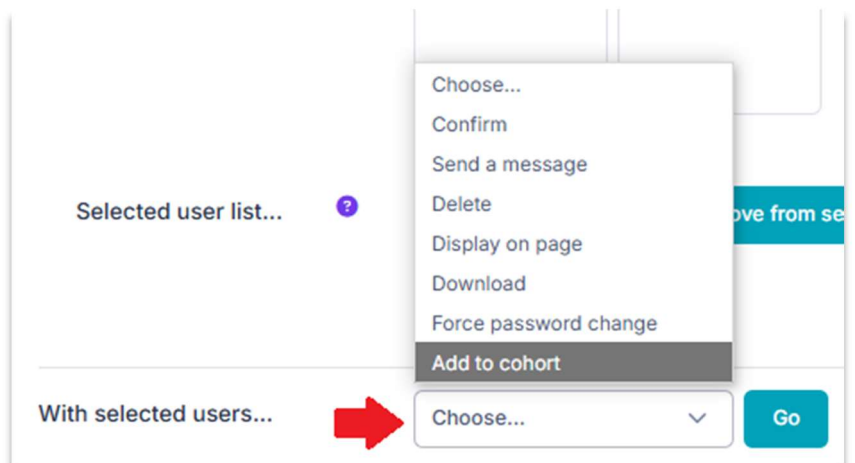 Choose...
Confirm
Send a message
Delete
Display on page
Download
Force password change
Add to cohort
Selected user list... ?
from se
With selected users...
Choose...
Go